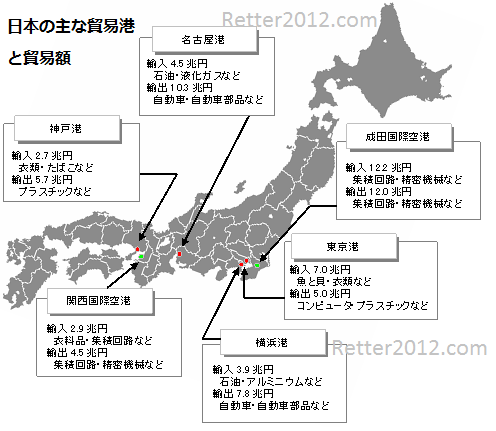 Retter2012.com
日本の主な貿易港
と貿易額
名古屋港
輸入 4.5 兆円
石油・液化ガスなど
輸出 10.3 兆円
自動車・自動車部品など
神戸港
輸入 2.7 兆円
衣類・たばこなど
輸出 5.7 兆円
プラスチックなど
成田国際空港
輸入 12.2 兆円
集積回路・精密機械など
輸出 12.0 兆円
集積回路・精密機械など
東京港
輸入 7.0 兆円
魚と貝・衣類など
輸出 5.0 兆円
コンピュータ・プラスチックなど
関西国際空港
輸入 2.9 兆円
衣料品・集積回路など
輸出 4.5 兆円
集積回路・精密機械など
横浜港
輸入 3.9 兆円
石油・アルミニウムなど
輸出 7.8 兆円
自動車・自動車部品など
Retter2012.com